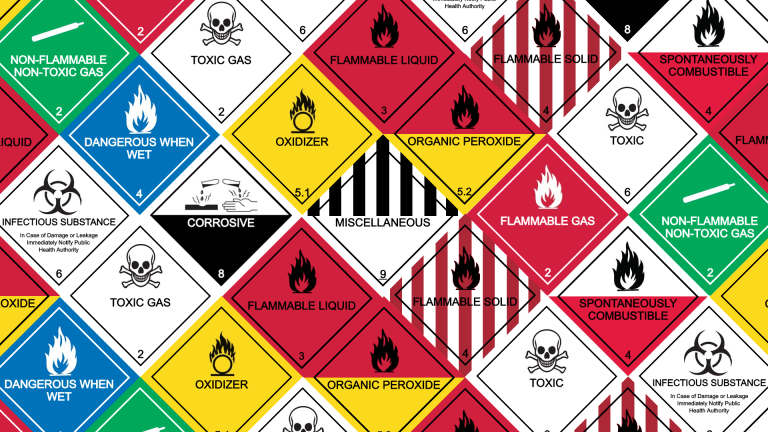 Health Authority
2
6
6
8
NON-FLAMMABLE
NON-TOXIC GAS
2
TOXIC GAS
2
FLAMMABLE LIQUID
3
FLAMMABLE SOLID
4
SPONTANEOUSLY
COMBUSTIBLE
4
IQUID
DANGEROUS WHEN
WET
4
OXIDIZER
5.1
ORGANIC PEROXIDE
5.2
TOXIC
6
FLAMM
INFECTIOUS SUBSTANCE
In Case of Damage or Leakage
Immediately Notify Public
Health Authority
6
CORROSIVE
8
MISCELLANEOUS
9
FLAMMABLE GAS
2
NON-FLAMMABLE
NON-TOXIC GAS
2
OXIDE
TOXIC GAS
2
FLAMMABLE LIQUID
3
FLAMMABLE SOLID
4
SPONTANEOUSLY
COMBUSTIBLE
4
DANGEROUS WHEN
WET
OXIDIZER
ORGANIC PEROXIDE
TOXIC
INFECTIOUS SUBSTANCE
In Case of Damage or Leakage
Immediately Notify Public
Health Authority